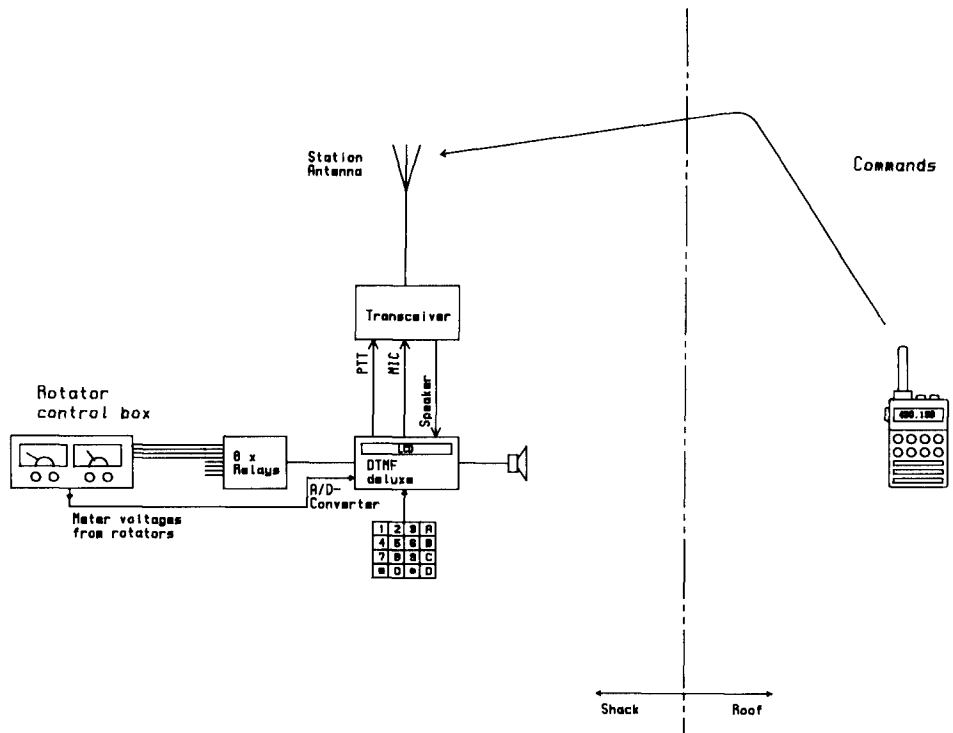 Station
Antenna
Commands
Transceiver
PTT
MIC
Speaker
Rotator
control box
8 x
Relays
LCD
DTMF
deluxe
A/D-
Converter
Meter voltages
from rotators
1 2 3 A
4 5 6 B
7 8 9 C
0 D
Shack
Roof